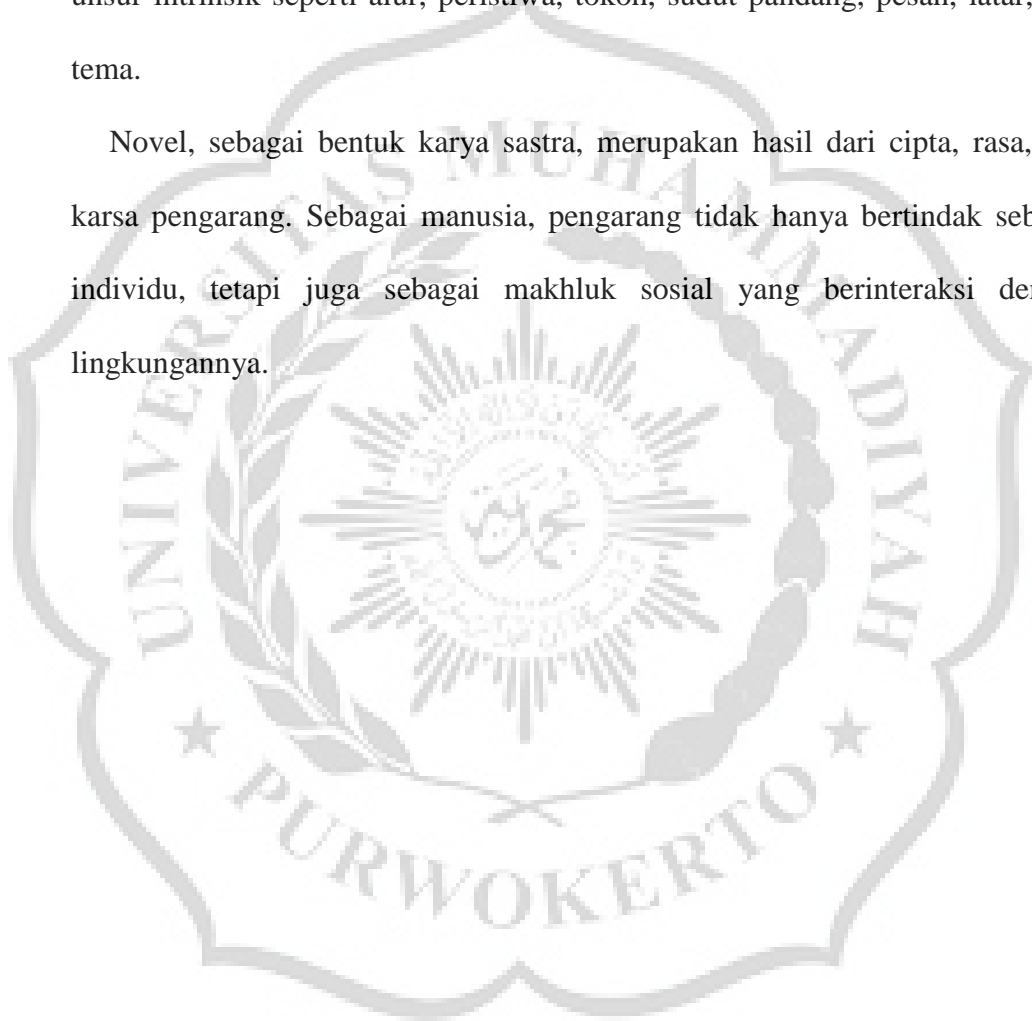 unsur intrinsik seperti alur, peristiwa, tokoh, sudut pandang, pesan, latar,
tema.
Novel, sebagai bentuk karya sastra, merupakan hasil dari cipta, rasa,
karsa pengarang. Sebagai manusia, pengarang tidak hanya bertindak seb
individu, tetapi juga sebagai makhluk sosial yang berinteraksi den
lingkungannya.
UNIVERSITAS MUHAMMADIYAH
PURWOKERTO